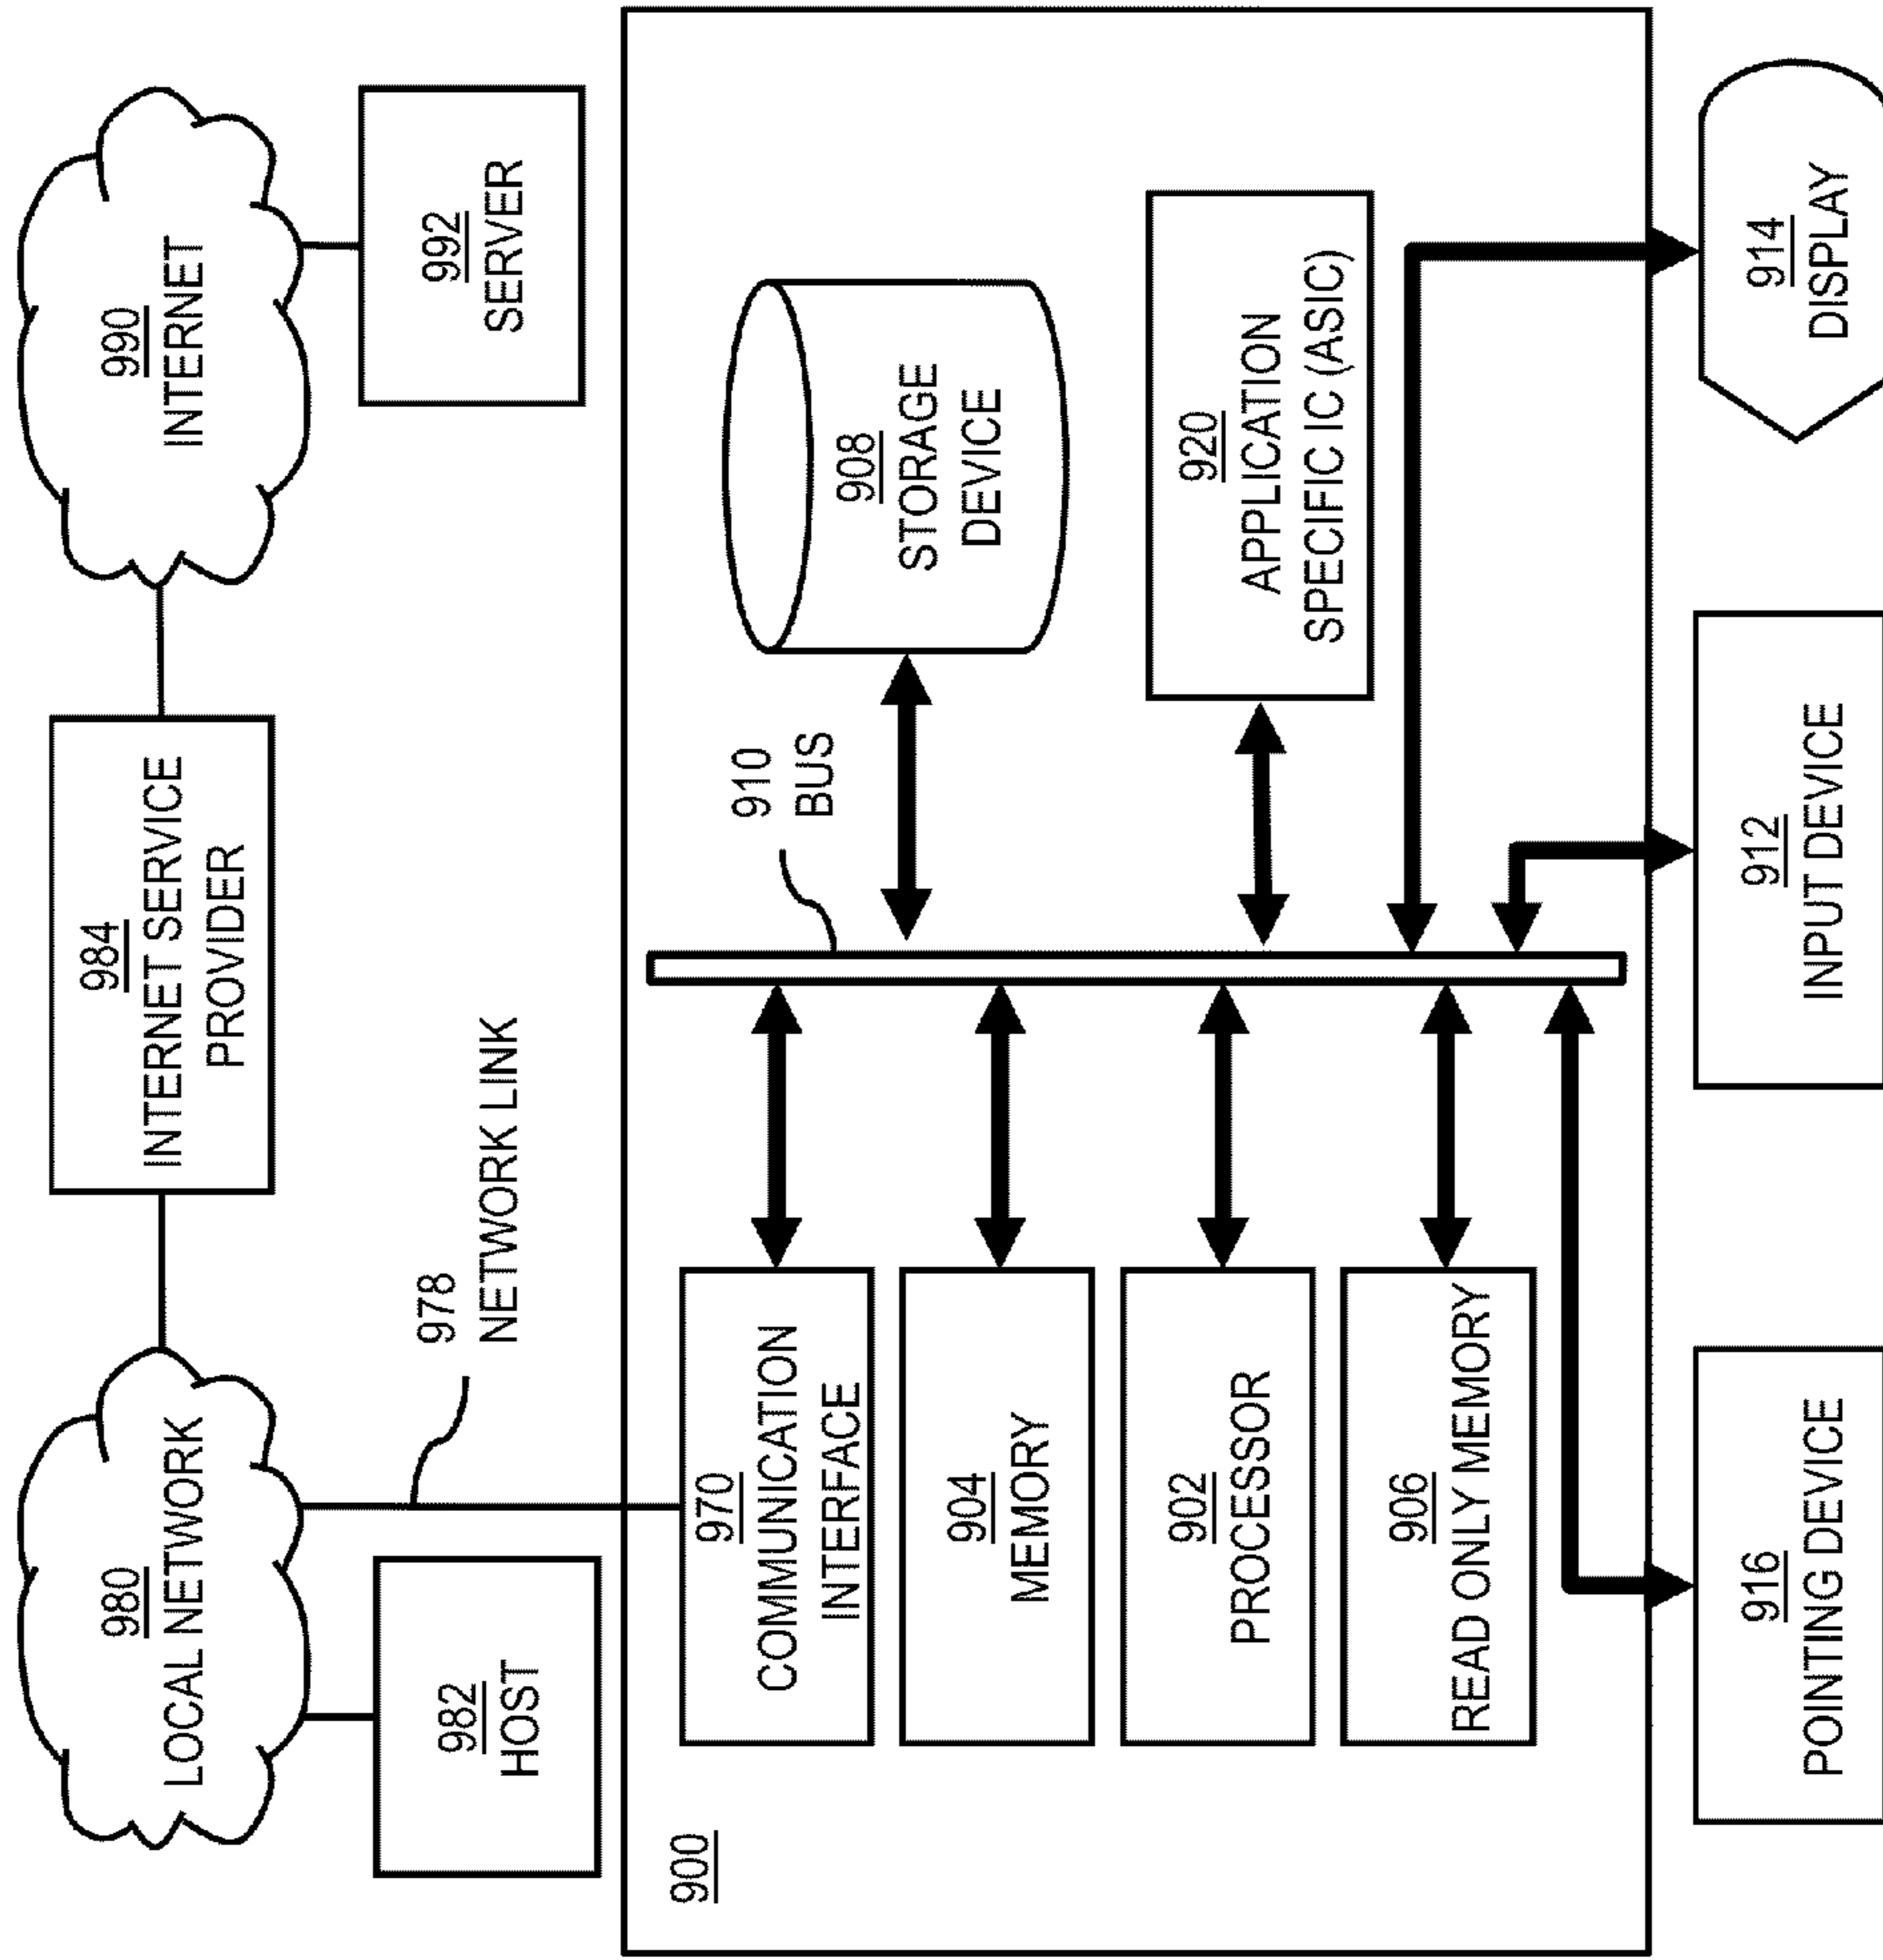 980
LOCAL NETWORK
984
INTERNET SERVICE
PROVIDER
990
INTERNET
982
HOST
978
NETWORK LINK
992
SERVER
900
970
COMMUNICATION
INTERFACE
904
MEMORY
902
PROCESSOR
906
READ ONLY MEMORY
910
BUS
908
STORAGE
DEVICE
920
APPLICATION
SPECIFIC IC (ASIC)
916
POINTING DEVICE
912
INPUT DEVICE
914
DISPLAY